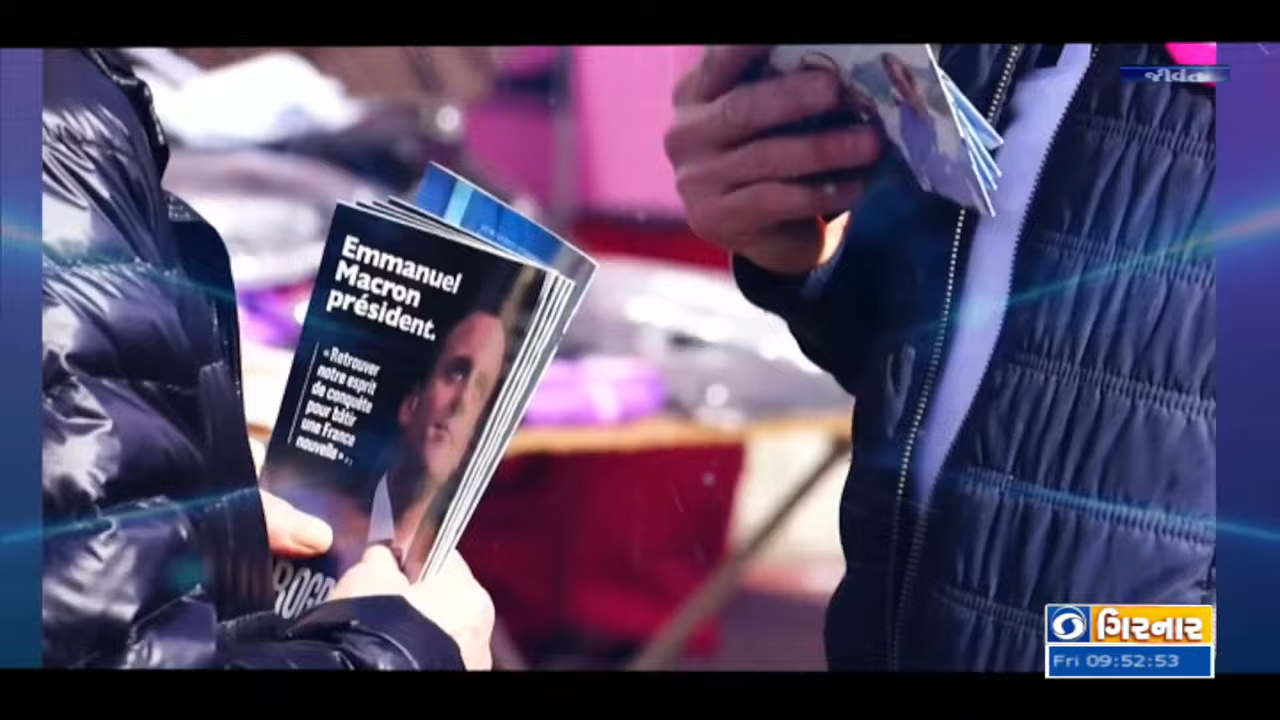 જીવંત
Emmanuel
Macron
président.
« Retrouver
notre esprit
de conquête
pour bâtir
une France
nouvelle »
ગિરનાર
Fri 09:52:53